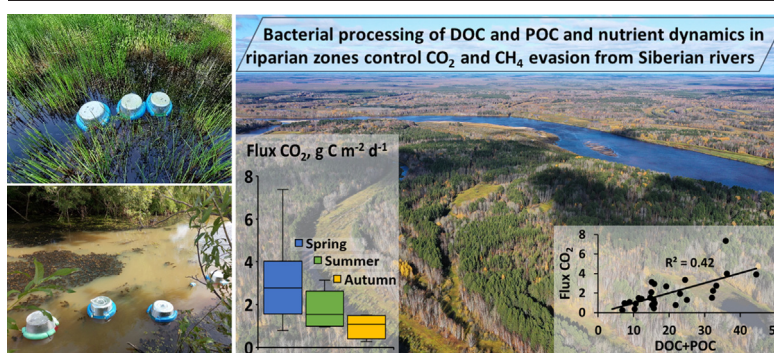 Bacterial processing of DOC and POC and nutrient dynamics in
riparian zones control CO₂ and CH₄ evasion from Siberian rivers
Flux CO₂, g C m⁻² d⁻¹
8
6
4
2
0
Spring
Summer
Autumn
Flux CO₂
8
6
4
2
0
R² = 0.42
0
10
20
30
40
50
DOC+POC